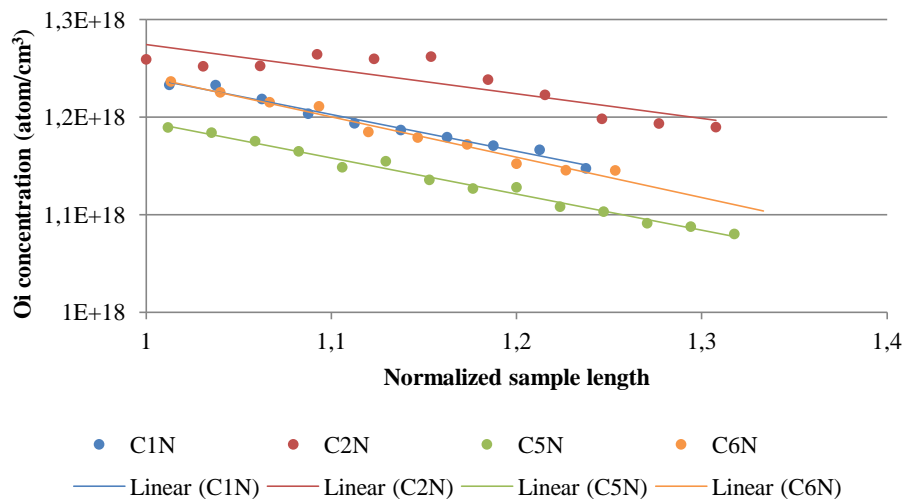 1,3E+18
1,2E+18
1,1E+18
1E+18
Oi concentration (atom/cm³)
1 1,1 1,2 1,3 1,4
Normalized sample length
C1N C2N C5N C6N
Linear (C1N) Linear (C2N) Linear (C5N) Linear (C6N)